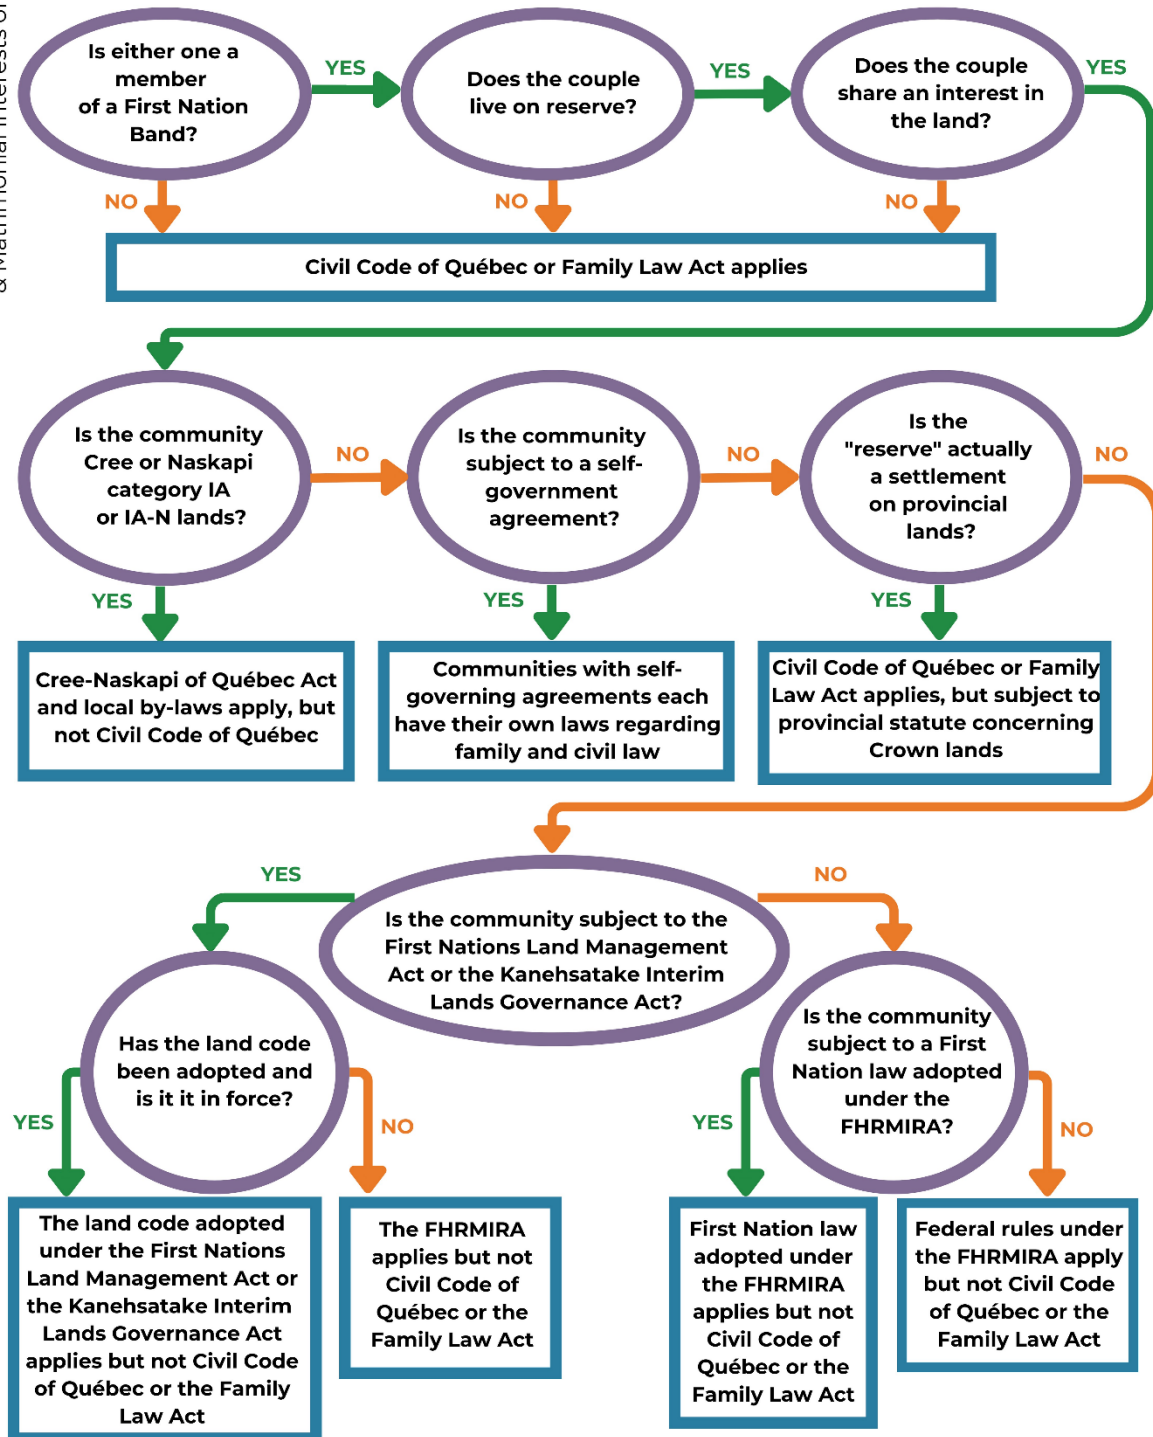 & Matrimonial Interests or
Is either one a
member
of a First Nation
Band?
YES
Does the couple
live on reserve?
YES
Does the couple
share an interest in
the land?
YES
NO
NO
NO
Civil Code of Québec or Family Law Act applies
Is the community
Cree or Naskapi
category IA
or IA-N lands?
NO
Is the community
subject to a self-
government
agreement?
NO
Is the
"reserve" actually
a settlement
on provincial
lands?
NO
YES
YES
YES
Cree-Naskapi of Québec Act
and local by-laws apply, but
not Civil Code of Québec
Communities with self-
governing agreements each
have their own laws regarding
family and civil law
Civil Code of Québec or Family
Law Act applies, but subject to
provincial statute concerning
Crown lands
YES
NO
Is the community subject to the
First Nations Land Management
Act or the Kanehsatake Interim
Lands Governance Act?
Has the land code
been adopted and
is it it in force?
YES
NO
Is the community
subject to a First
Nation law adopted
under the
FHRMIRA?
YES
NO
The land code adopted
under the First Nations
Land Management Act or
the Kanehsatake Interim
Lands Governance Act
applies but not Civil Code
of Québec or the Family
Law Act
The FHRMIRA
applies but not
Civil Code of
Québec or the
Family Law Act
First Nation law
adopted under
the FHRMIRA
applies but not
Civil Code of
Québec or the
Family Law Act
Federal rules under
the FHRMIRA apply
but not Civil Code
of Québec or the
Family Law Act